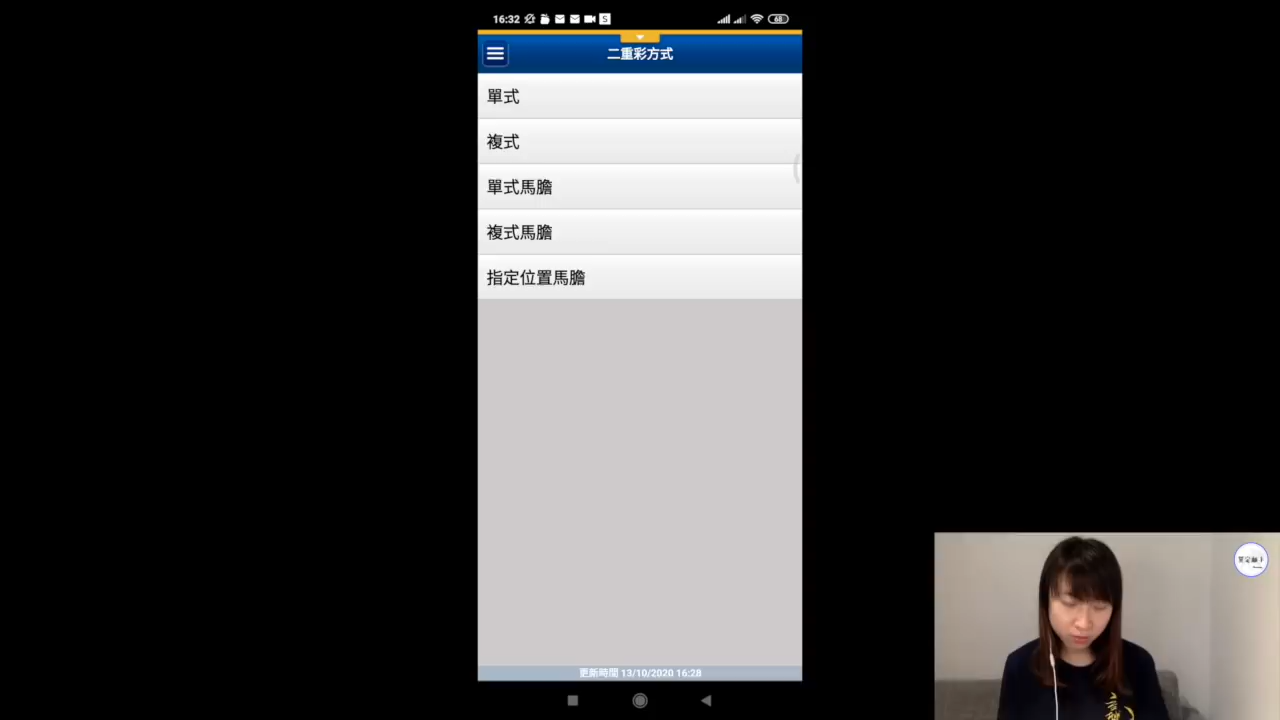 16:32
S
68
二重彩方式
單式
複式
單式馬膽
複式馬膽
指定位置馬膽
更新時間 13/10/2020 16:28